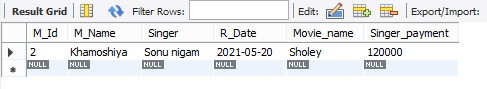 Result Grid Filter Rows: Edit: Export/Import:
M_Id M_Name Singer R_Date Movie_name Singer_payment
2 Khamoshiya Sonu nigam 2021-05-20 Sholey 120000
NULL NULL NULL NULL NULL NULL